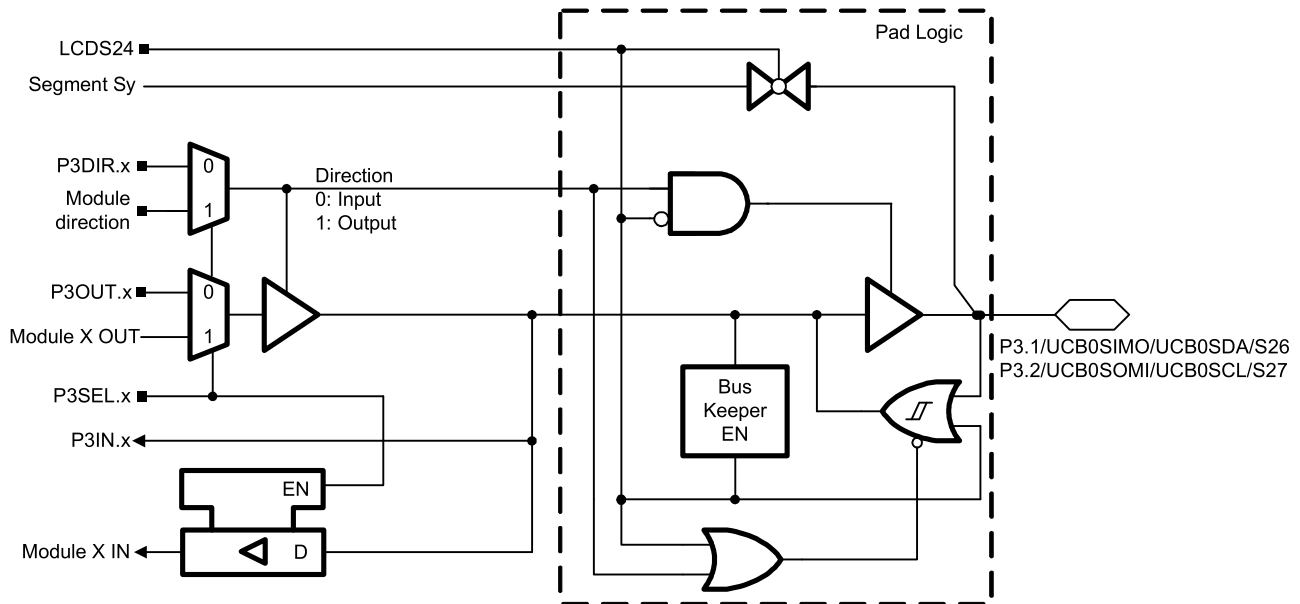 Pad Logic
LCDS24
Segment Sy
P3DIR.x
0
Module
direction
1
Direction
0: Input
1: Output
P3OUT.x
0
Module X OUT
1
P3SEL.x
P3IN.x
EN
Module X IN
D
Bus
Keeper
EN
P3.1/UCB0SIMO/UCB0SDA/S26
P3.2/UCB0SOMI/UCB0SCL/S27